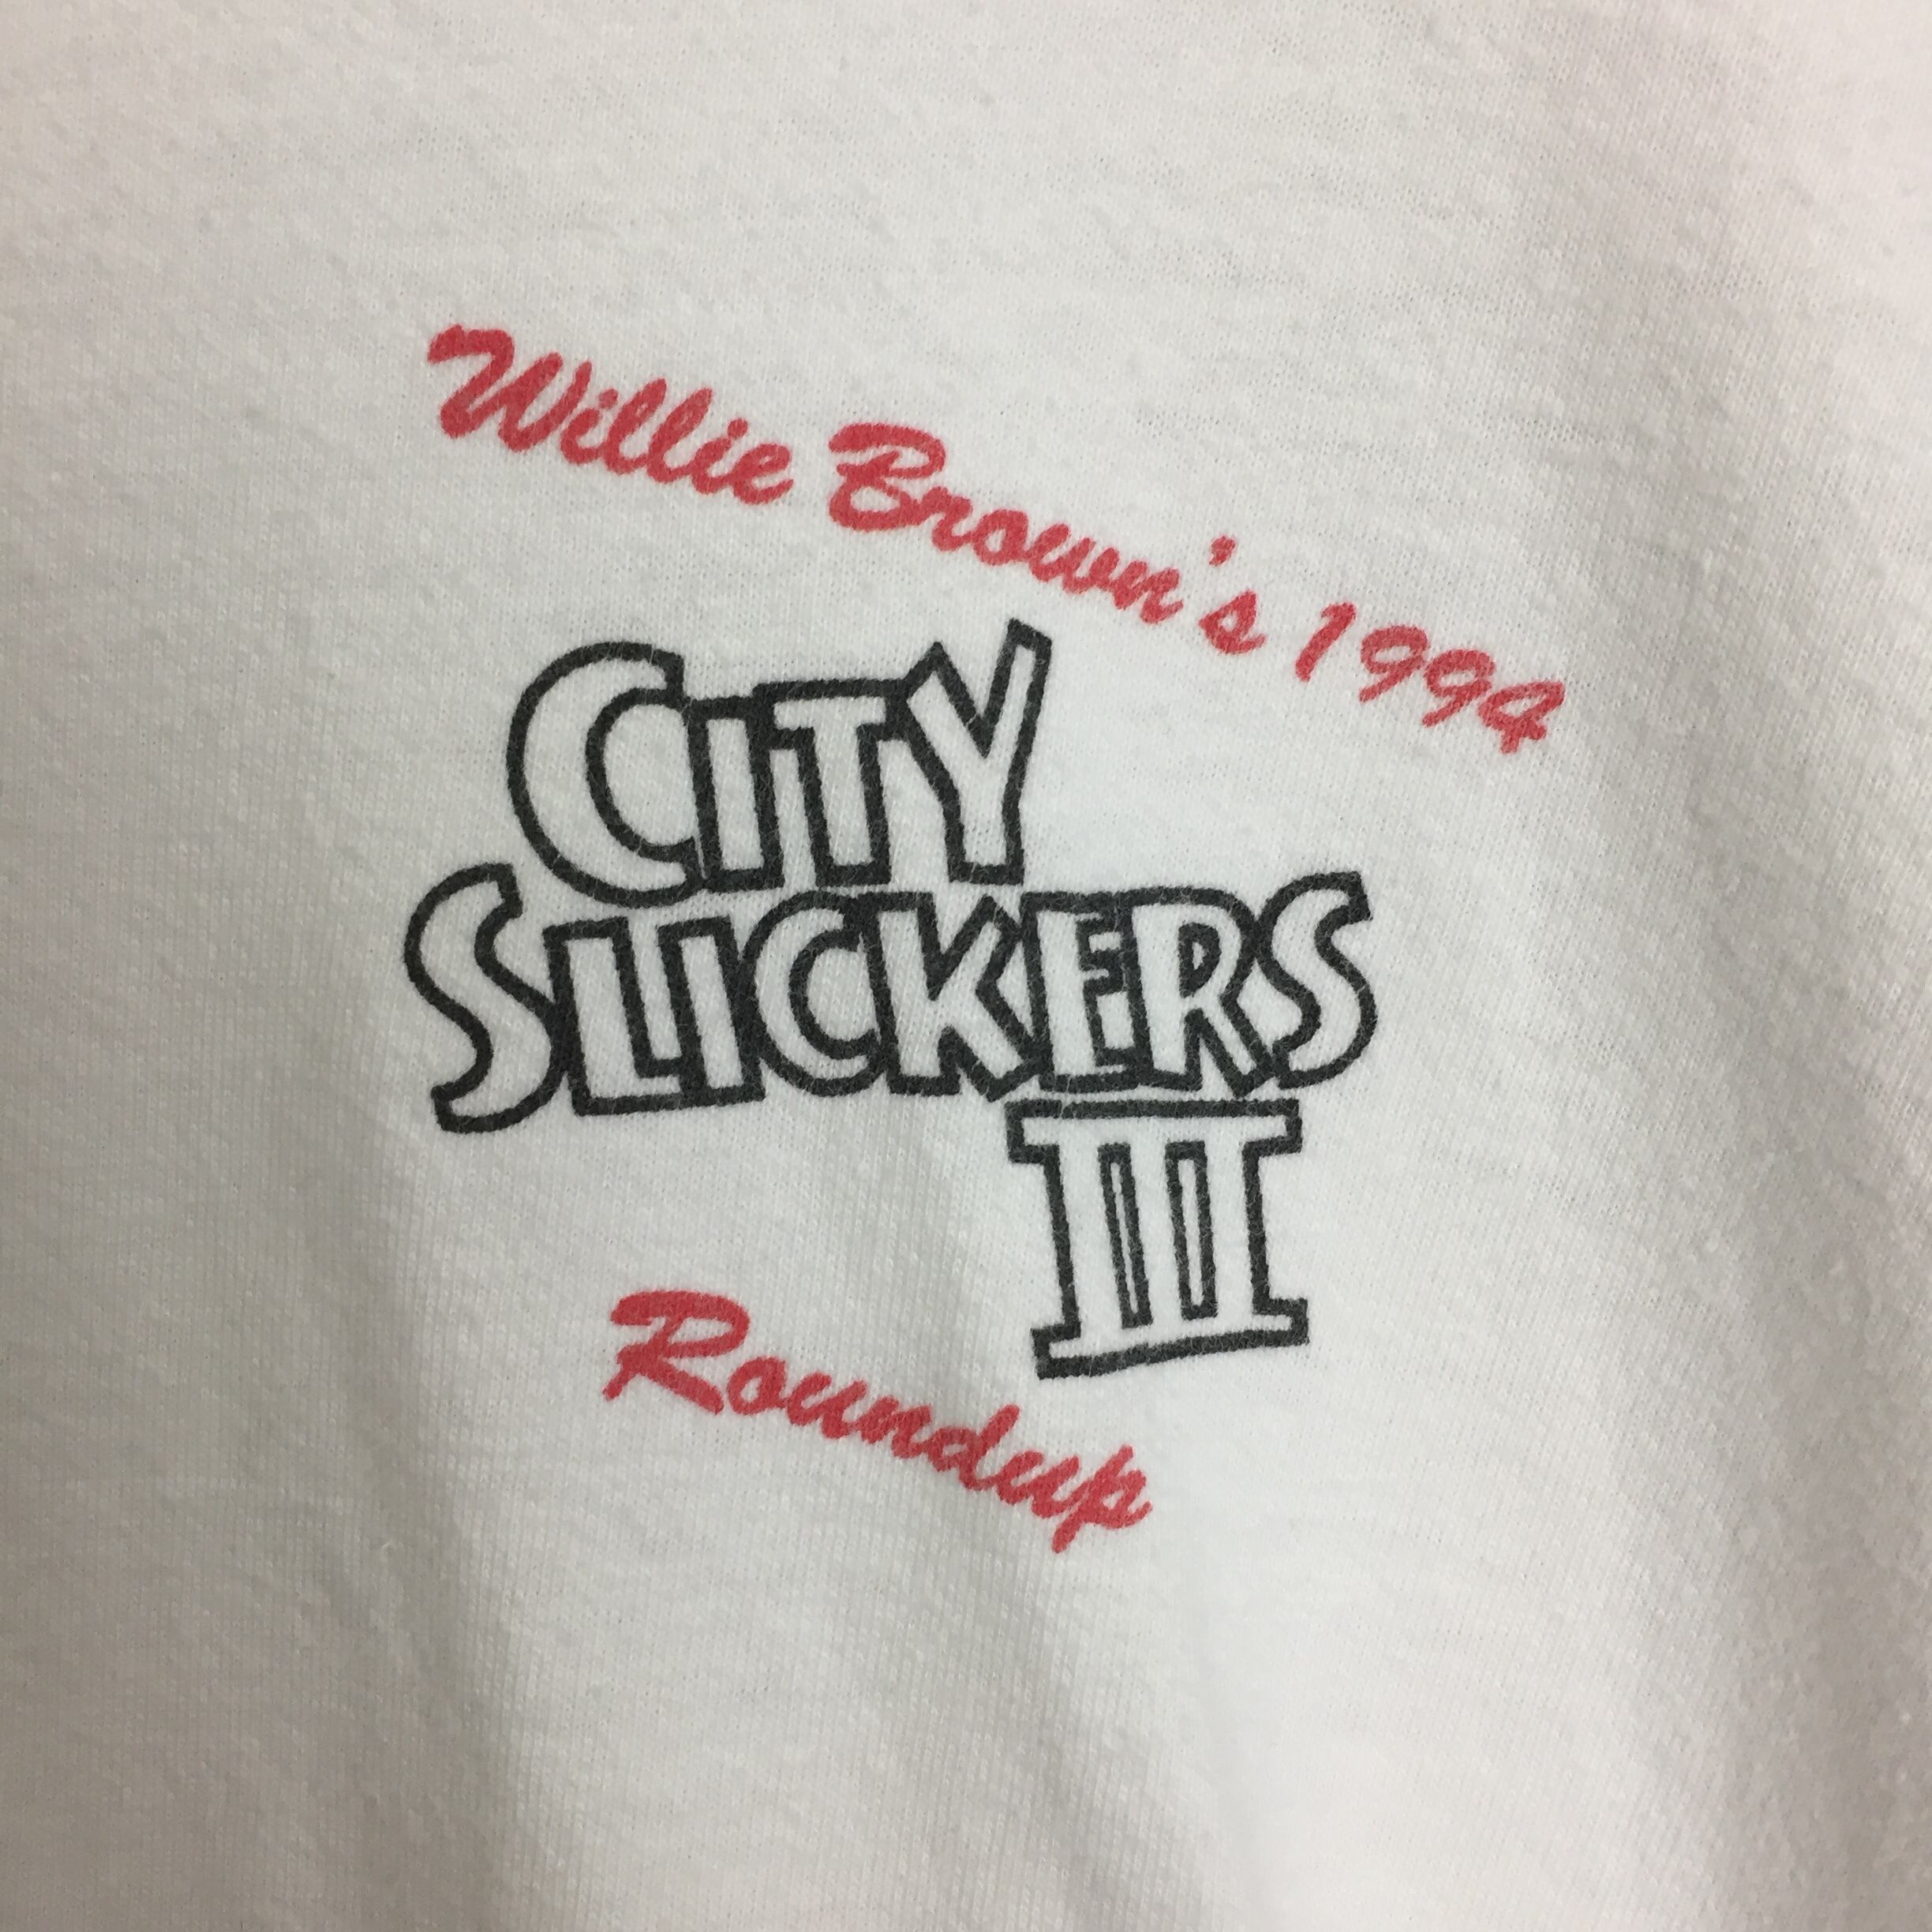 Willie Brown's 1994
CITY
SLICKERS
III
Roundup